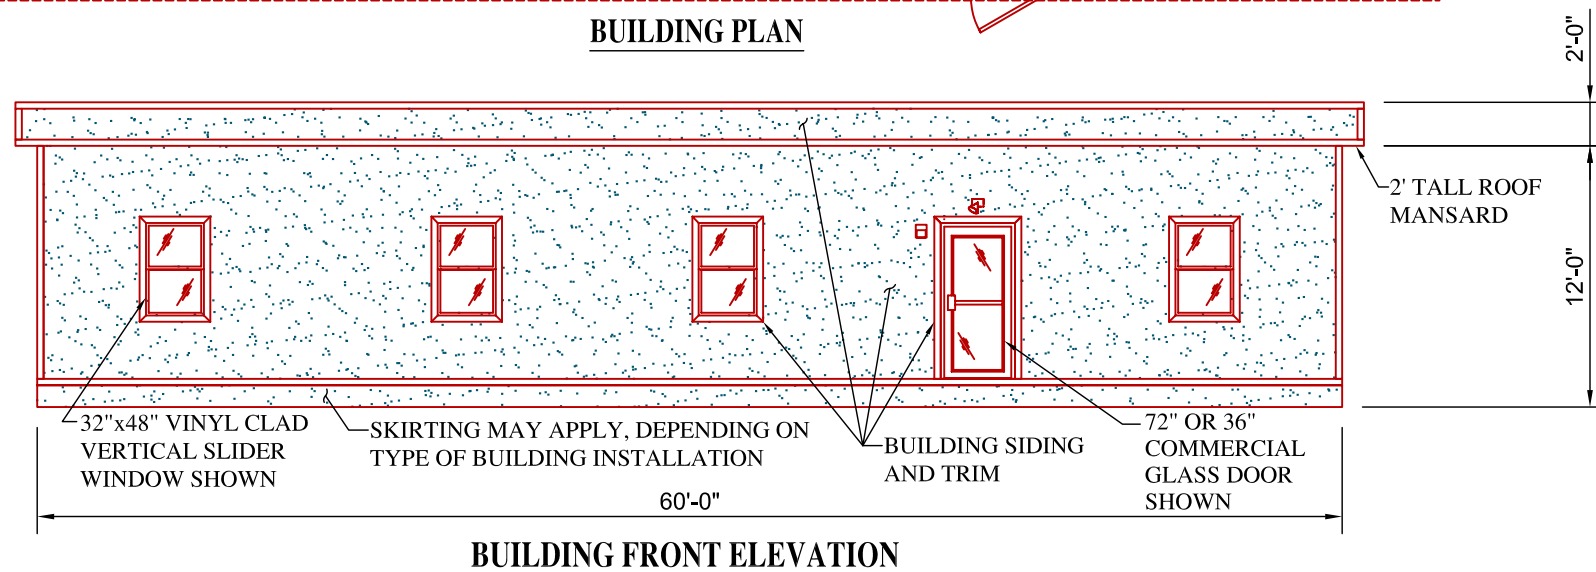 BUILDING PLAN
2'-0"
2' TALL ROOF
MANSARD
12'-0"
32"x48" VINYL CLAD
VERTICAL SLIDER
WINDOW SHOWN
SKIRTING MAY APPLY, DEPENDING ON
TYPE OF BUILDING INSTALLATION
BUILDING SIDING
AND TRIM
72" OR 36"
COMMERCIAL
GLASS DOOR
SHOWN
60'-0"
BUILDING FRONT ELEVATION